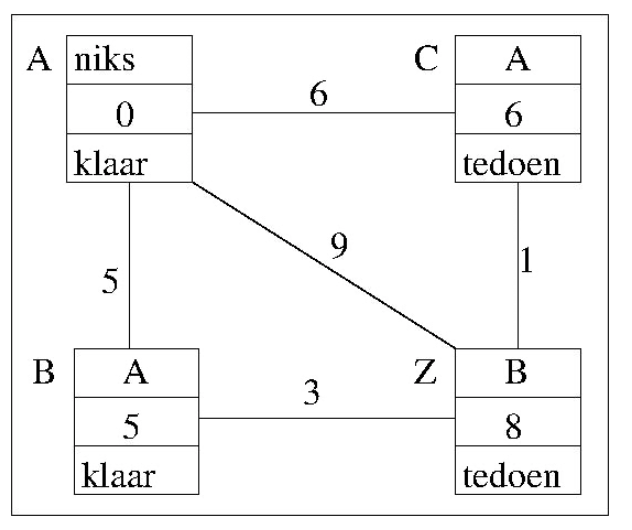 A niks C A
0 6 6
klaar tedoen
9
5 1
B A Z B
5 3 8
klaar tedoen